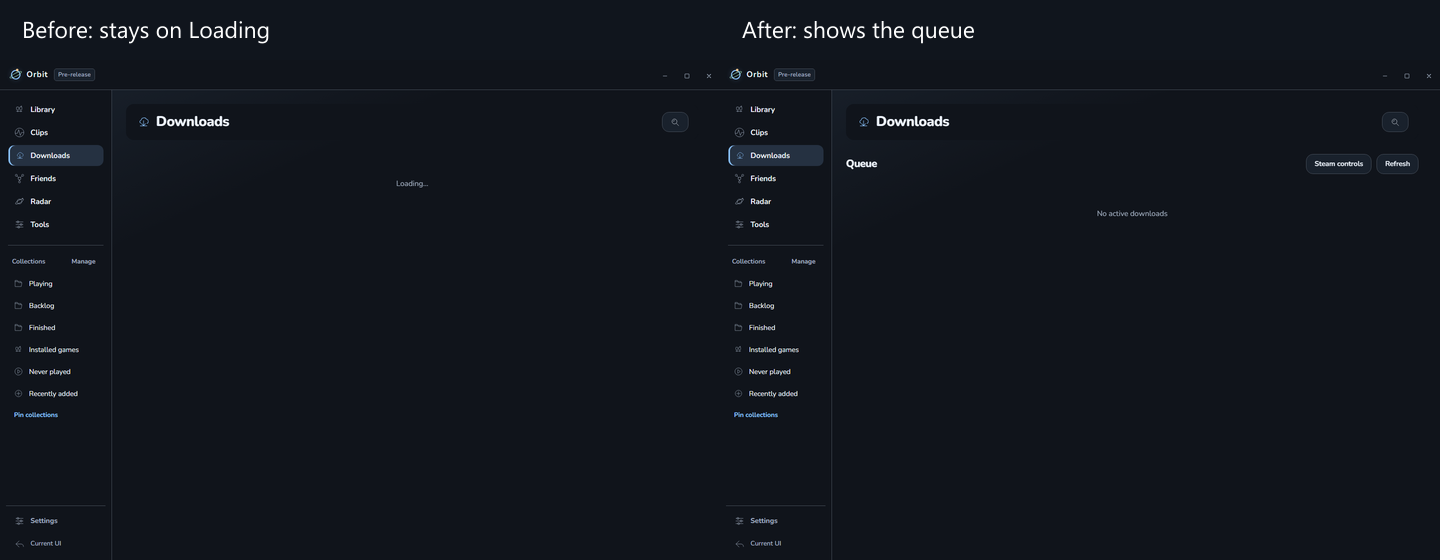 Before: stays on Loading
Orbit Pre-release
Library
Clips
Downloads
Friends
Radar
Tools
Collections Manage
Playing
Backlog
Finished
Installed games
Never played
Recently added
Pin collections
Settings
Current UI
Downloads
Loading...
After: shows the queue
Orbit Pre-release
Library
Clips
Downloads
Friends
Radar
Tools
Collections Manage
Playing
Backlog
Finished
Installed games
Never played
Recently added
Pin collections
Settings
Current UI
Downloads
Queue Steam controls Refresh
No active downloads